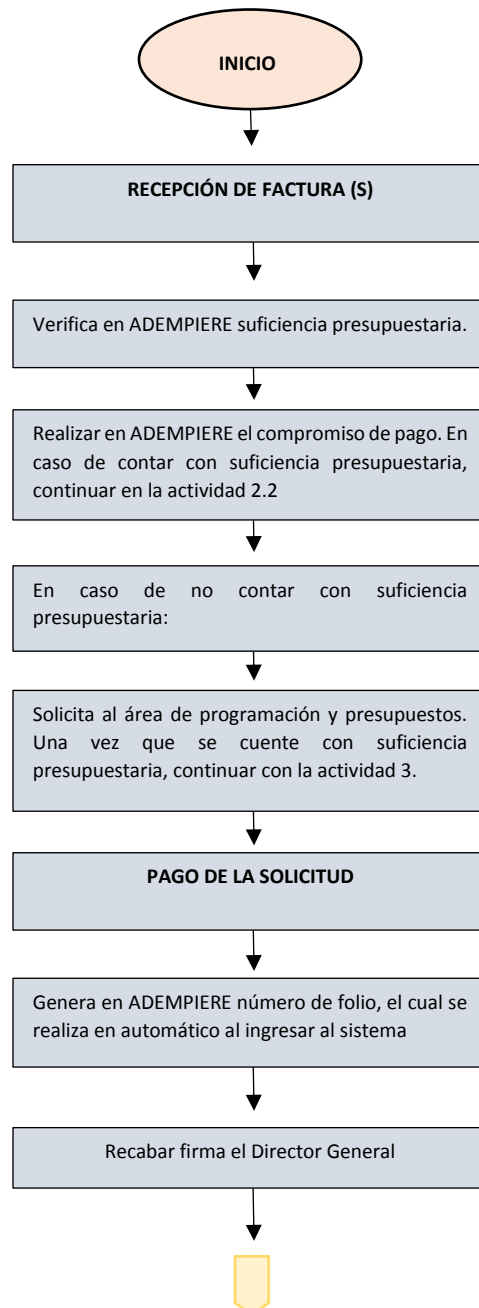 INICIO
RECEPCIÓN DE FACTURA (S)
Verifica en ADEMPIERE suficiencia presupuestaria.
Realizar en ADEMPIERE el compromiso de pago. En
caso de contar con suficiencia presupuestaria,
continuar en la actividad 2.2
En caso de no contar con suficiencia
presupuestaria:
Solicita al área de programación y presupuestos.
Una vez que se cuente con suficiencia
presupuestaria, continuar con la actividad 3.
PAGO DE LA SOLICITUD
Genera en ADEMPIERE número de folio, el cual se
realiza en automático al ingresar al sistema
Recabar firma el Director General